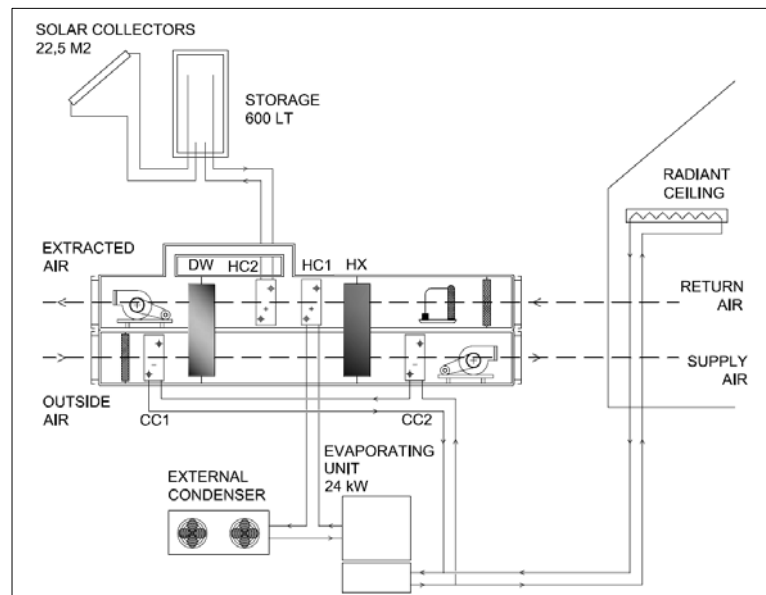 SOLAR COLLECTORS
22,5 M2
STORAGE
600 LT
RADIANT
CEILING
EXTRACTED
AIR
DW
HC2
HC1
HX
RETURN
AIR
SUPPLY
AIR
OUTSIDE
AIR
CC1
CC2
EXTERNAL
CONDENSER
EVAPORATING
UNIT
24 kW